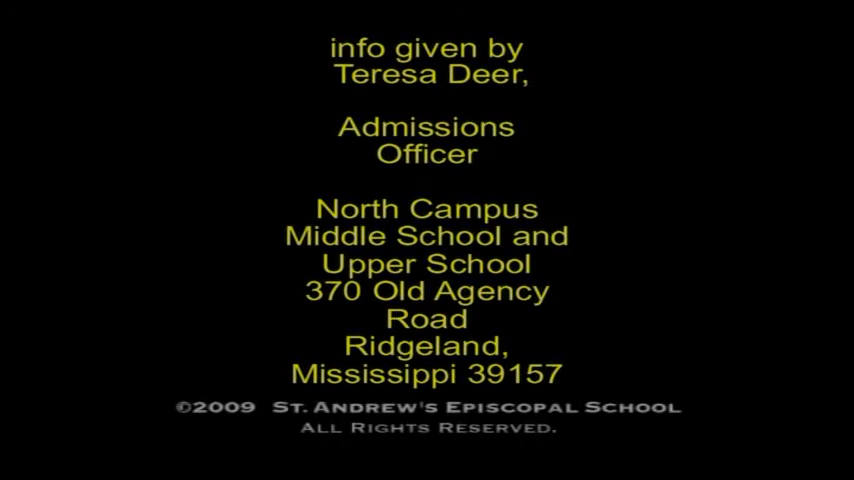 info given by
Teresa Deer,
Admissions
Officer
North Campus
Middle School and
Upper School
370 Old Agency
Road
Ridgeland,
Mississippi 39157
©2009 ST. ANDREW'S EPISCOPAL SCHOOL
ALL RIGHTS RESERVED.